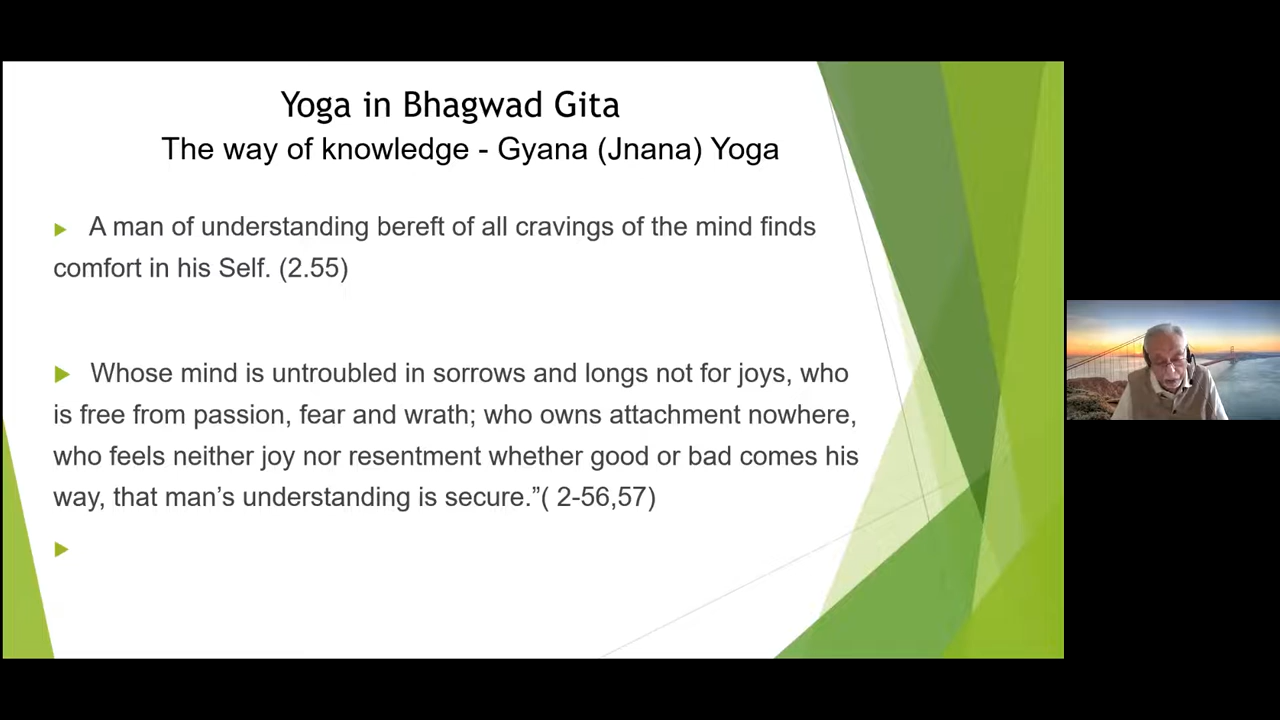 Yoga in Bhagwad Gita
The way of knowledge - Gyana (Jnana) Yoga
A man of understanding bereft of all cravings of the mind finds
comfort in his Self. (2.55)
Whose mind is untroubled in sorrows and longs not for joys, who
is free from passion, fear and wrath; who owns attachment nowhere,
who feels neither joy nor resentment whether good or bad comes his
way, that man’s understanding is secure.”( 2-56,57)